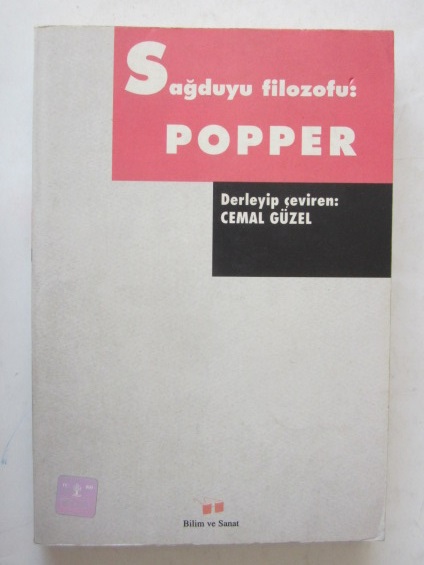 Sağduyu filozofu:
POPPER
Derleyip çeviren:
CEMAL GÜZEL
Bilim ve Sanat